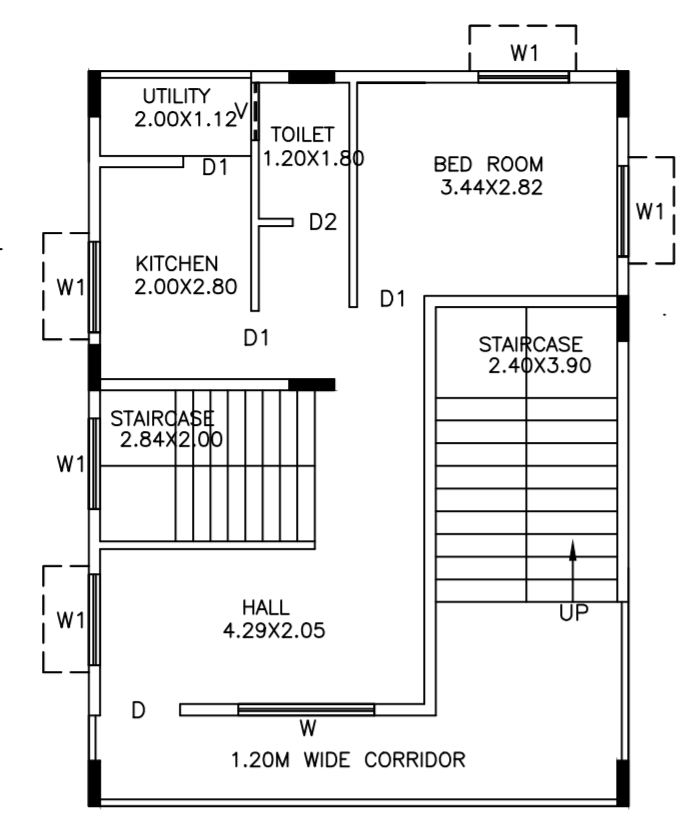 W1
UTILITY
2.00X1.12
V
TOILET
1.20X1.80
D1
BED ROOM
3.44X2.82
W1
D2
KITCHEN
2.00X2.80
W1
D1
D1
STAIRCASE
2.40X3.90
STAIRCASE
2.84X2.00
W1
HALL
4.29X2.05
W1
UP
D
W
1.20M WIDE CORRIDOR